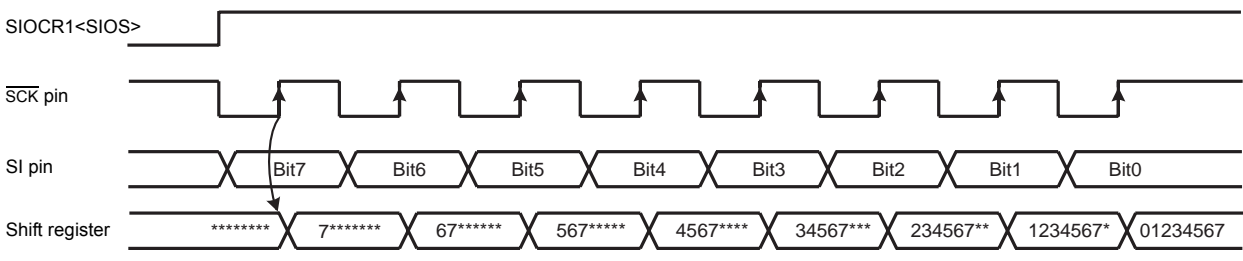 SIOCR1<SIOS>
SCK pin
SI pin Bit7 Bit6 Bit5 Bit4 Bit3 Bit2 Bit1 Bit0
Shift register ******** 7******* 67****** 567***** 4567**** 34567*** 234567** 1234567* 01234567